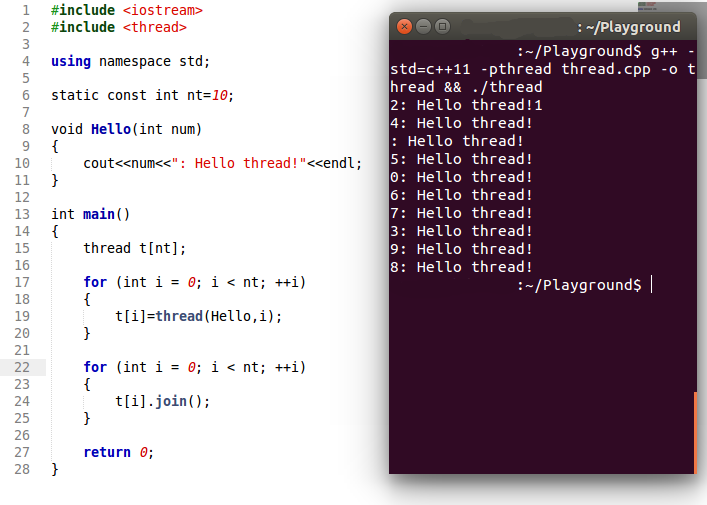 1 #include <iostream>
2 #include <thread>
3
4 using namespace std;
5
6 static const int nt=10;
7
8 void Hello(int num)
9 {
10     cout<<num<<": Hello thread!"<<endl;
11 }
12
13 int main()
14 {
15     thread t[nt];
16
17     for (int i = 0; i < nt; ++i)
18     {
19         t[i]=thread(Hello,i);
20     }
21
22     for (int i = 0; i < nt; ++i)
23     {
24         t[i].join();
25     }
26
27     return 0;
28 }
: ~/Playground
:~/Playground$ g++ -
std=c++11 -pthread thread.cpp -o t
hread && ./thread
2: Hello thread!1
4: Hello thread!
: Hello thread!
5: Hello thread!
0: Hello thread!
6: Hello thread!
7: Hello thread!
3: Hello thread!
9: Hello thread!
8: Hello thread!
:~/Playground$